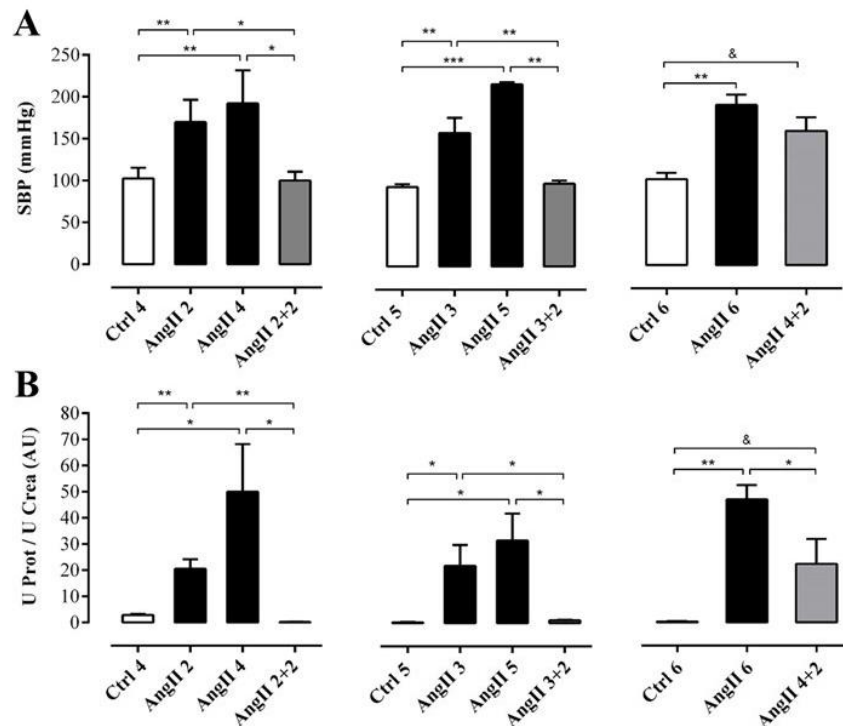 A
** *
** *
** **
*** **
&
**
SBP (mmHg)
250
200
150
100
50
0
Ctrl 4 AngII 2 AngII 4 AngII 2+2
Ctrl 5 AngII 3 AngII 5 AngII 3+2
Ctrl 6 AngII 6 AngII 4+2
B
** **
* *
* *
* *
&
** *
U Prot / U Crea (AU)
80
70
60
50
40
30
20
10
0
Ctrl 4 AngII 2 AngII 4 AngII 2+2
Ctrl 5 AngII 3 AngII 5 AngII 3+2
Ctrl 6 AngII 6 AngII 4+2